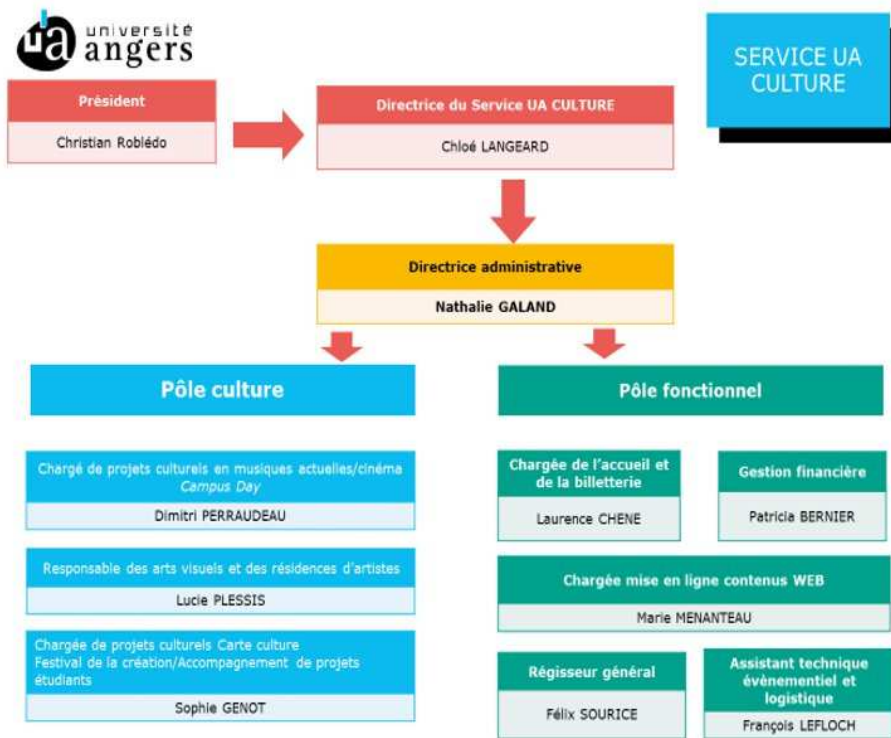 université
angers
SERVICE UA
CULTURE
Président
Christian Roblédo
Directrice du Service UA CULTURE
Chloé LANGEARD
Directrice administrative
Nathalie GALAND
Pôle culture
Chargé de projets culturels en musiques actuelles/cinéma
Campus Day
Dimitri PERRAUDEAU
Responsable des arts visuels et des résidences d'artistes
Lucie PLESSIS
Chargée de projets culturels Carte culture
Festival de la création/Accompagnement de projets
étudiants
Sophie GENOT
Pôle fonctionnel
Chargée de l'accueil et
de la billetterie
Laurence CHENE
Gestion financière
Patricia BERNIER
Chargée mise en ligne contenus WEB
Marie MENANTEAU
Régisseur général
Félix SOURICE
Assistant technique
évènementiel et
logistique
François LEFLOCH